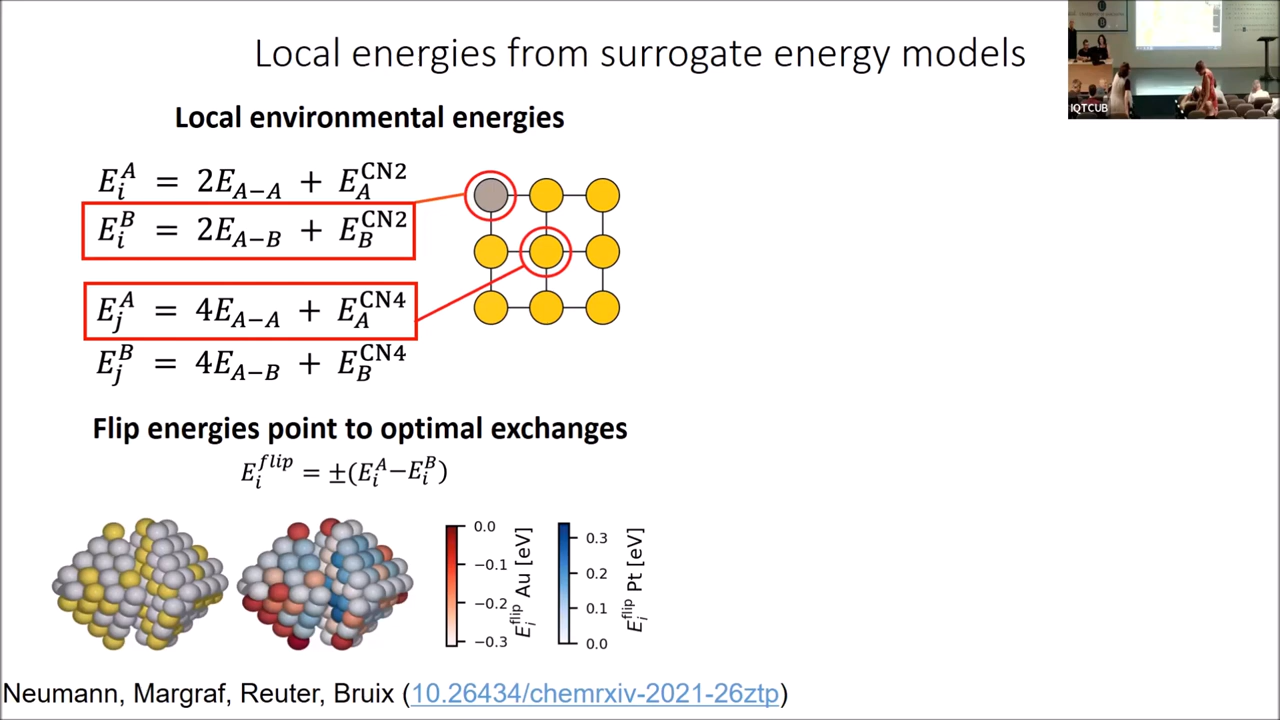 Local energies from surrogate energy models
IQTCUB
Local environmental energies
E_i^A = 2E_{A−A} + E_A^{CN2}
E_i^B = 2E_{A−B} + E_B^{CN2}
E_j^A = 4E_{A−A} + E_A^{CN4}
E_j^B = 4E_{A−B} + E_B^{CN4}
Flip energies point to optimal exchanges
E_i^{flip} = ±(E_i^A−E_i^B)
0.0
−0.1
−0.2
−0.3
E_i^{flip} Au [eV]
0.3
0.2
0.1
0.0
E_i^{flip} Pt [eV]
Neumann, Margraf, Reuter, Bruix (10.26434/chemrxiv-2021-26ztp)